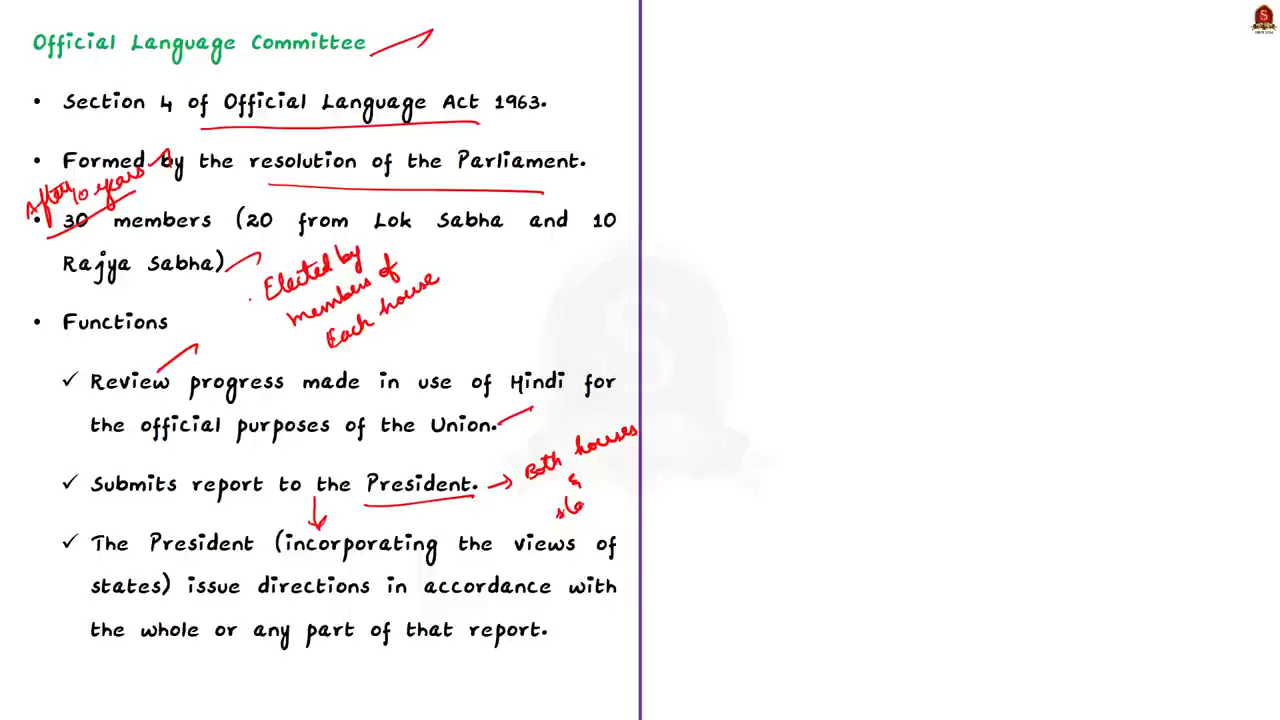 Official Language Committee
• Section 4 of Official Language Act 1963.
• Formed by the resolution of the Parliament.
After 10 years
• 30 members (20 from Lok Sabha and 10
Rajya Sabha)
Elected by
members of
Each house
• Functions
✓ Review progress made in use of Hindi for
the official purposes of the Union.
Both houses
&
✓ Submits report to the President.
✓ The President (incorporating the views of
states) issue directions in accordance with
the whole or any part of that report.